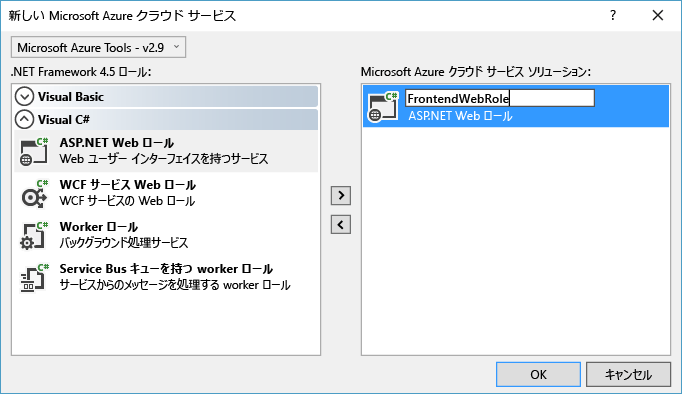 新しい Microsoft Azure クラウド サービス
Microsoft Azure Tools - v2.9
.NET Framework 4.5 ロール:
Visual Basic
Visual C#
C#
ASP.NET Web ロール
Web ユーザー インターフェイスを持つサービス
C#
WCF サービス Web ロール
WCF サービスの Web ロール
C#
Worker ロール
バックグラウンド処理サービス
C#
Service Bus キューを持つ worker ロール
サービスからのメッセージを処理する worker ロール
Microsoft Azure クラウド サービス ソリューション:
C#
FrontendWebRole
ASP.NET Web ロール
OK
キャンセル